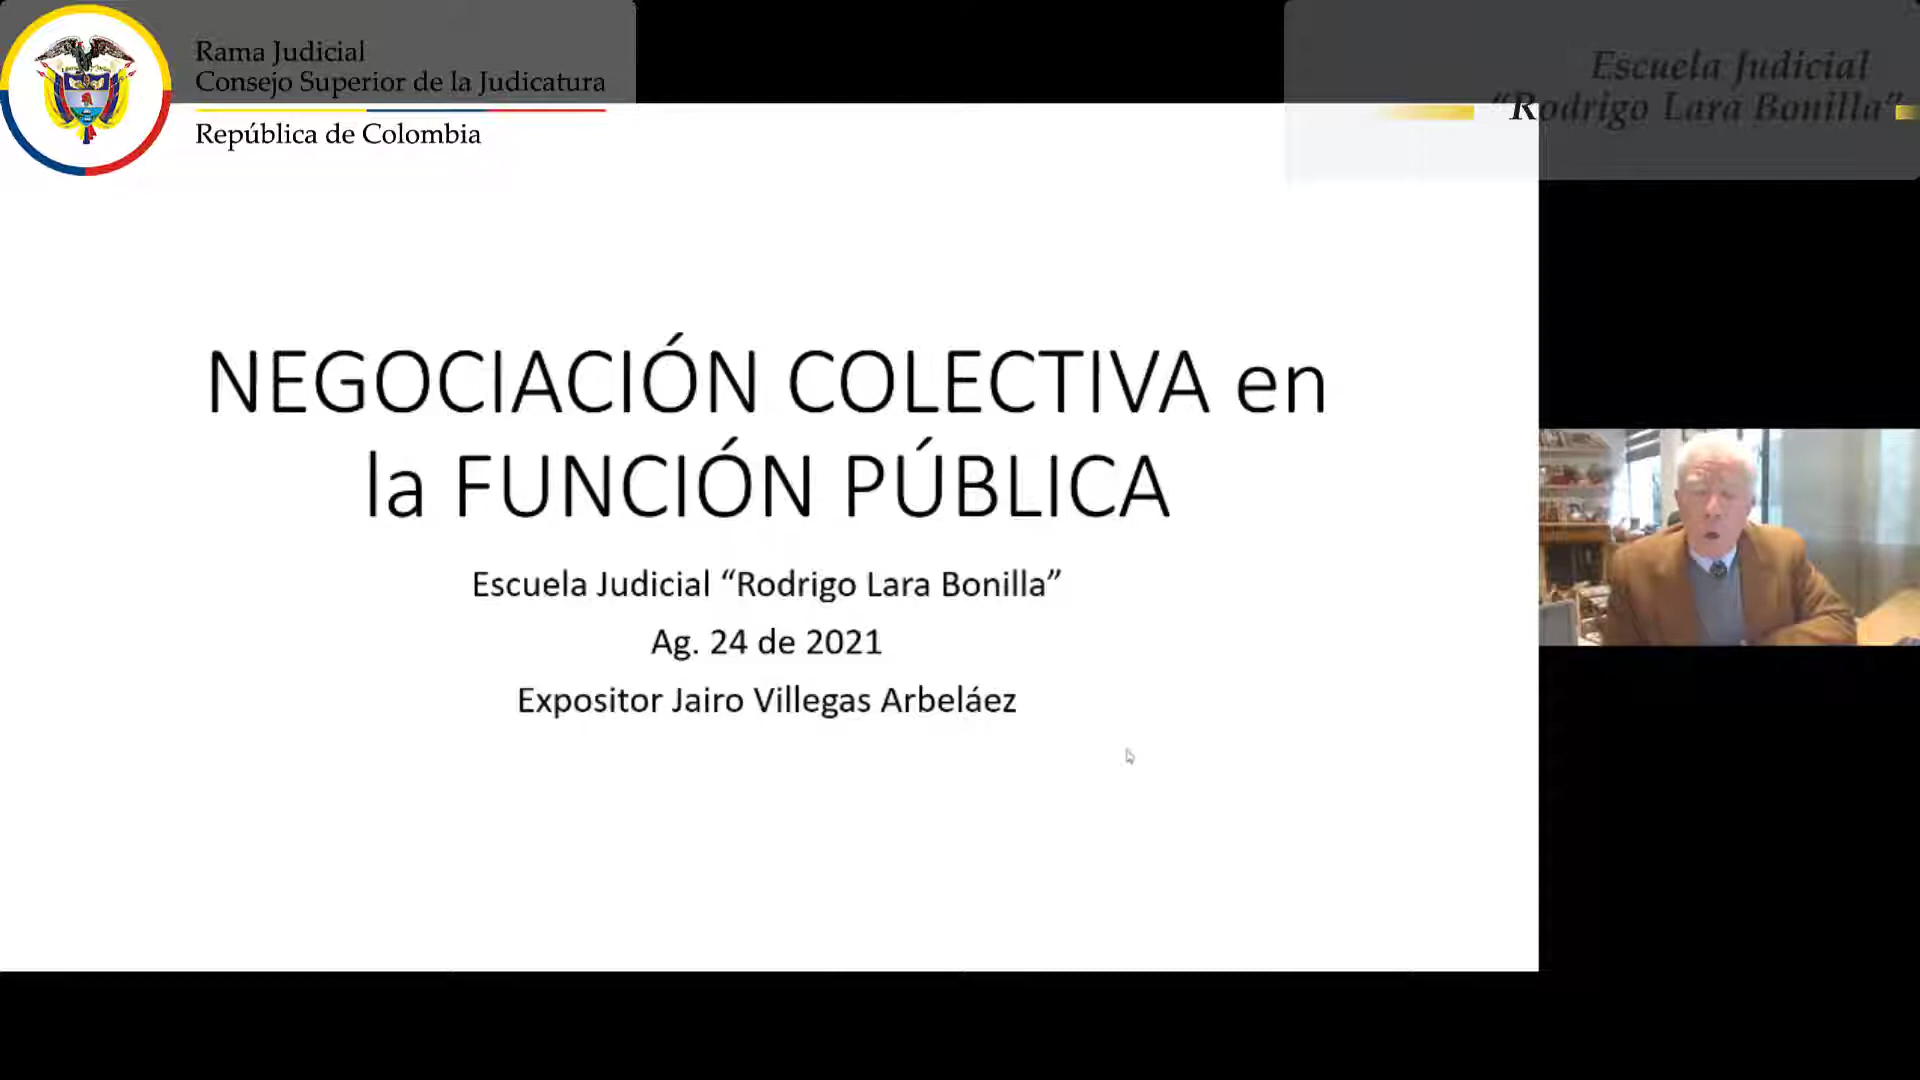 Rama Judicial
Consejo Superior de la Judicatura
República de Colombia
Escuela Judicial
“Rodrigo Lara Bonilla”
NEGOCIACIÓN COLECTIVA en
la FUNCIÓN PÚBLICA
Escuela Judicial “Rodrigo Lara Bonilla”
Ag. 24 de 2021
Expositor Jairo Villegas Arbeláez